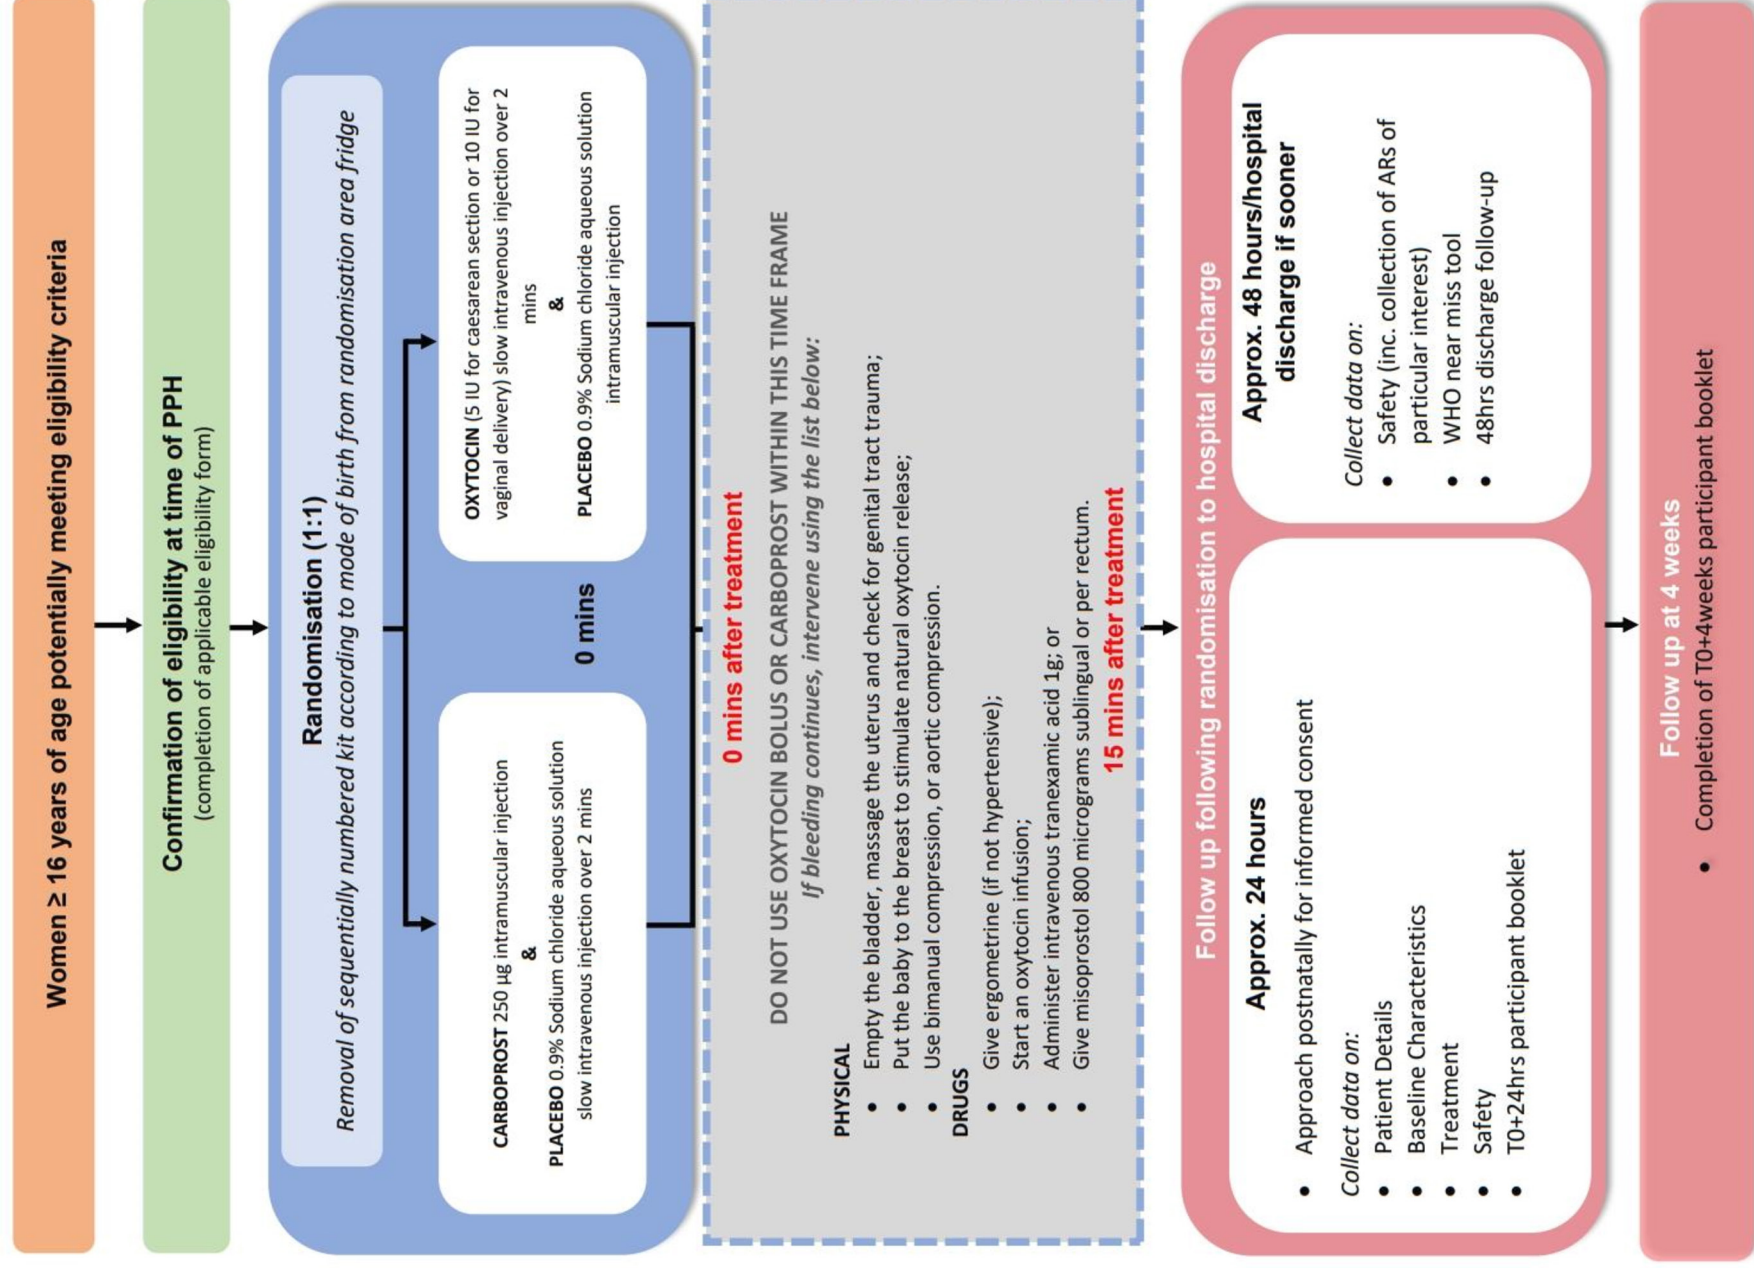 Women ≥ 16 years of age potentially meeting eligibility criteria
Confirmation of eligibility at time of PPH
(completion of applicable eligibility form)
Randomisation (1:1)
Removal of sequentially numbered kit according to mode of birth from randomisation area fridge
CARBOPROST 250 µg intramuscular injection
&
PLACEBO 0.9% Sodium chloride aqueous solution
slow intravenous injection over 2 mins
0 mins
OXYTOCIN (5 IU for caesarean section or 10 IU for
vaginal delivery) slow intravenous injection over 2
mins
&
PLACEBO 0.9% Sodium chloride aqueous solution
intramuscular injection
0 mins after treatment
DO NOT USE OXYTOCIN BOLUS OR CARBOPROST WITHIN THIS TIME FRAME
If bleeding continues, intervene using the list below:
PHYSICAL
• Empty the bladder, massage the uterus and check for genital tract trauma;
• Put the baby to the breast to stimulate natural oxytocin release;
• Use bimanual compression, or aortic compression.
DRUGS
• Give ergometrine (if not hypertensive);
• Start an oxytocin infusion;
• Administer intravenous tranexamic acid 1g; or
• Give misoprostol 800 micrograms sublingual or per rectum.
15 mins after treatment
Follow up following randomisation to hospital discharge
Approx. 24 hours
• Approach postnatally for informed consent
Collect data on:
• Patient Details
• Baseline Characteristics
• Treatment
• Safety
• T0+24hrs participant booklet
Approx. 48 hours/hospital
discharge if sooner
Collect data on:
• Safety (inc. collection of ARs of
particular interest)
• WHO near miss tool
• 48hrs discharge follow-up
Follow up at 4 weeks
• Completion of T0+4weeks participant booklet